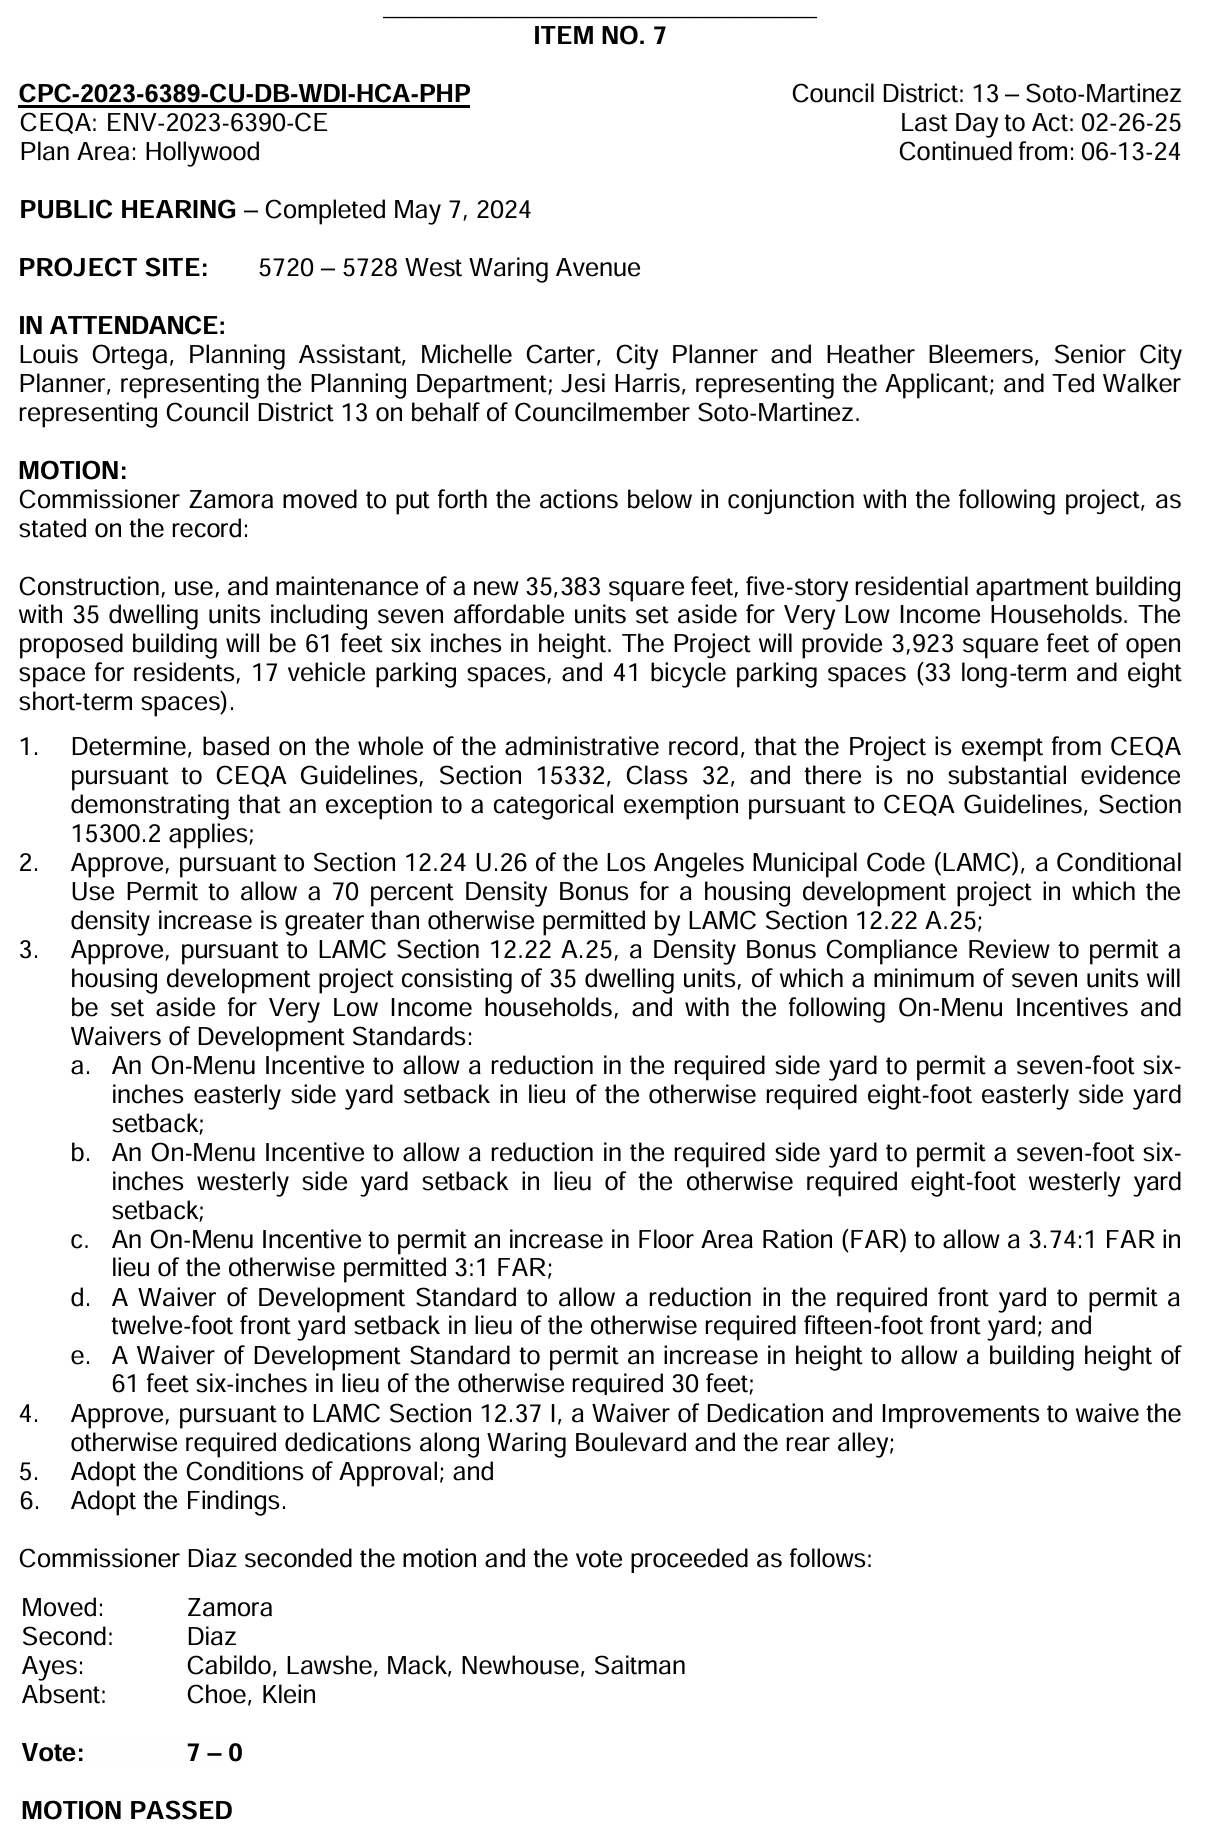 ITEM NO. 7
CPC-2023-6389-CU-DB-WDI-HCA-PHP Council District: 13 – Soto-Martinez
CEQA: ENV-2023-6390-CE Last Day to Act: 02-26-25
Plan Area: Hollywood Continued from: 06-13-24
PUBLIC HEARING – Completed May 7, 2024
PROJECT SITE: 5720 – 5728 West Waring Avenue
IN ATTENDANCE:
Louis Ortega, Planning Assistant, Michelle Carter, City Planner and Heather Bleemers, Senior City
Planner, representing the Planning Department; Jesi Harris, representing the Applicant; and Ted Walker
representing Council District 13 on behalf of Councilmember Soto-Martinez.
MOTION:
Commissioner Zamora moved to put forth the actions below in conjunction with the following project, as
stated on the record:
Construction, use, and maintenance of a new 35,383 square feet, five-story residential apartment building
with 35 dwelling units including seven affordable units set aside for Very Low Income Households. The
proposed building will be 61 feet six inches in height. The Project will provide 3,923 square feet of open
space for residents, 17 vehicle parking spaces, and 41 bicycle parking spaces (33 long-term and eight
short-term spaces).
1. Determine, based on the whole of the administrative record, that the Project is exempt from CEQA
pursuant to CEQA Guidelines, Section 15332, Class 32, and there is no substantial evidence
demonstrating that an exception to a categorical exemption pursuant to CEQA Guidelines, Section
15300.2 applies;
2. Approve, pursuant to Section 12.24 U.26 of the Los Angeles Municipal Code (LAMC), a Conditional
Use Permit to allow a 70 percent Density Bonus for a housing development project in which the
density increase is greater than otherwise permitted by LAMC Section 12.22 A.25;
3. Approve, pursuant to LAMC Section 12.22 A.25, a Density Bonus Compliance Review to permit a
housing development project consisting of 35 dwelling units, of which a minimum of seven units will
be set aside for Very Low Income households, and with the following On-Menu Incentives and
Waivers of Development Standards:
a. An On-Menu Incentive to allow a reduction in the required side yard to permit a seven-foot six-
inches easterly side yard setback in lieu of the otherwise required eight-foot easterly side yard
setback;
b. An On-Menu Incentive to allow a reduction in the required side yard to permit a seven-foot six-
inches westerly side yard setback in lieu of the otherwise required eight-foot westerly yard
setback;
c. An On-Menu Incentive to permit an increase in Floor Area Ration (FAR) to allow a 3.74:1 FAR in
lieu of the otherwise permitted 3:1 FAR;
d. A Waiver of Development Standard to allow a reduction in the required front yard to permit a
twelve-foot front yard setback in lieu of the otherwise required fifteen-foot front yard; and
e. A Waiver of Development Standard to permit an increase in height to allow a building height of
61 feet six-inches in lieu of the otherwise required 30 feet;
4. Approve, pursuant to LAMC Section 12.37 I, a Waiver of Dedication and Improvements to waive the
otherwise required dedications along Waring Boulevard and the rear alley;
5. Adopt the Conditions of Approval; and
6. Adopt the Findings.
Commissioner Diaz seconded the motion and the vote proceeded as follows:
Moved: Zamora
Second: Diaz
Ayes: Cabildo, Lawshe, Mack, Newhouse, Saitman
Absent: Choe, Klein
Vote: 7 – 0
MOTION PASSED